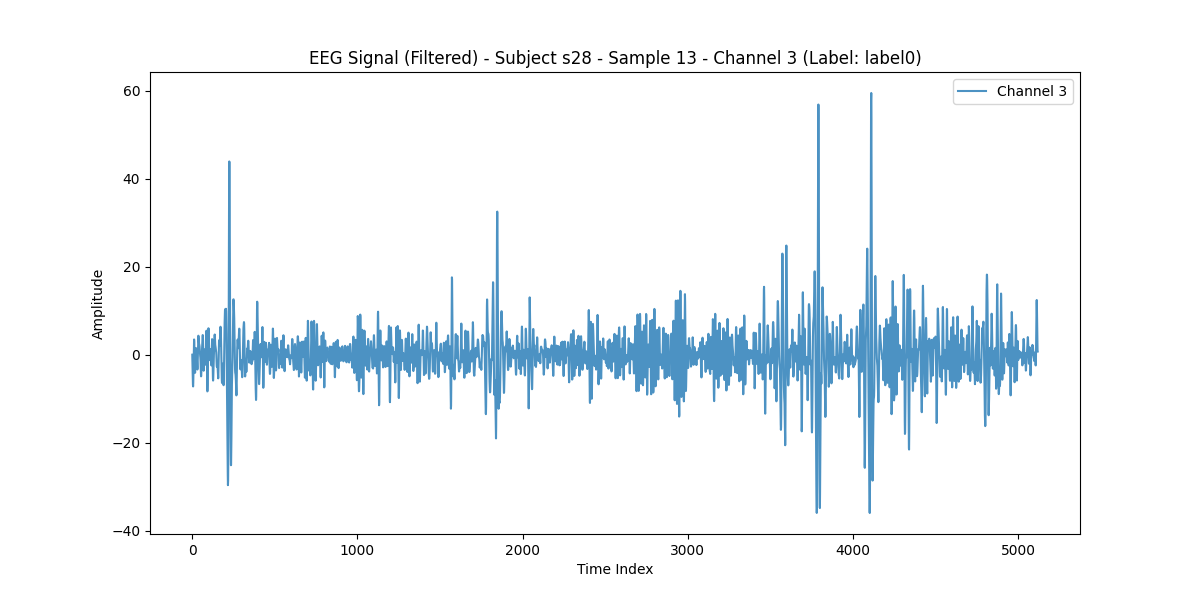 EEG Signal (Filtered) - Subject s28 - Sample 13 - Channel 3 (Label: label0)
Channel 3
60
40
20
0
−20
−40
Amplitude
0 1000 2000 3000 4000 5000
Time Index